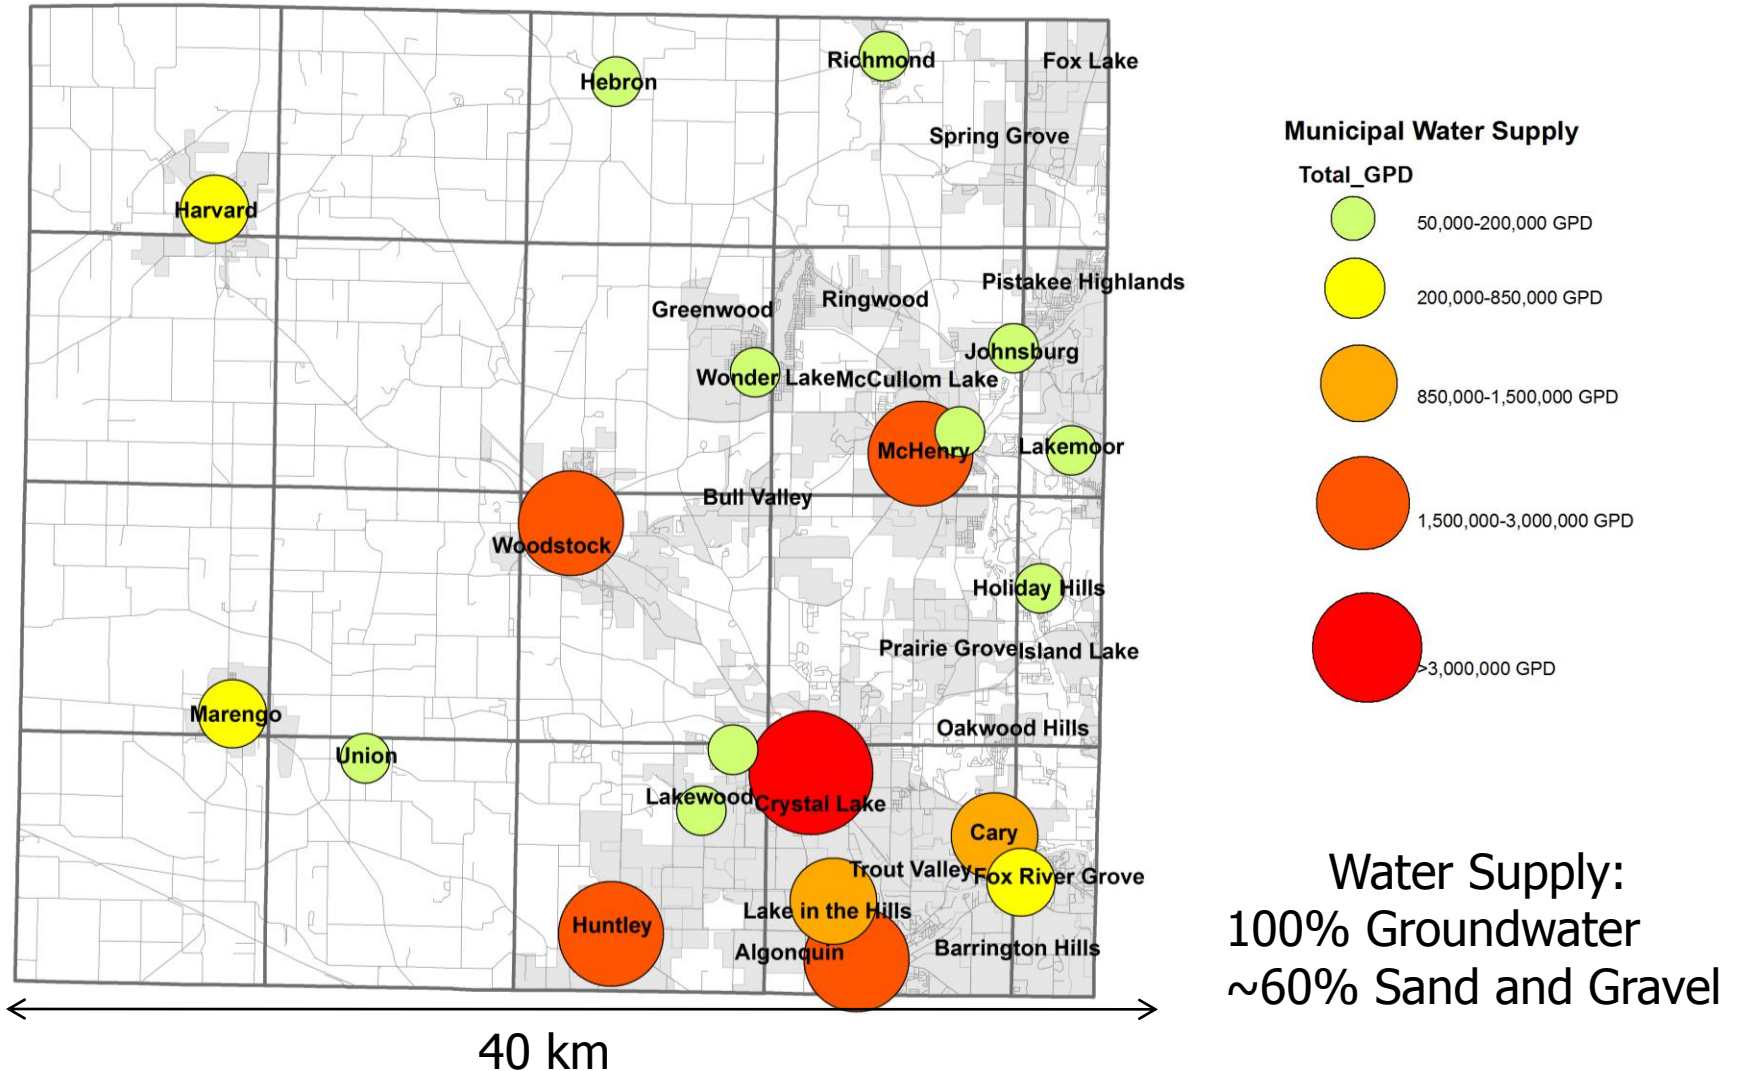 Richmond
Fox Lake
Hebron
Spring Grove
Harvard
Pistakee Highlands
Ringwood
Greenwood
Johnsburg
Wonder Lake
McCullom Lake
McHenry
Lakemoor
Bull Valley
Woodstock
Holiday Hills
Prairie Grove
Island Lake
Marengo
Oakwood Hills
Union
Lakewood
Crystal Lake
Cary
Trout Valley
Fox River Grove
Lake in the Hills
Huntley
Algonquin
Barrington Hills
40 km
Municipal Water Supply
Total_GPD
50,000-200,000 GPD
200,000-850,000 GPD
850,000-1,500,000 GPD
1,500,000-3,000,000 GPD
>3,000,000 GPD
Water Supply:
100% Groundwater
~60% Sand and Gravel